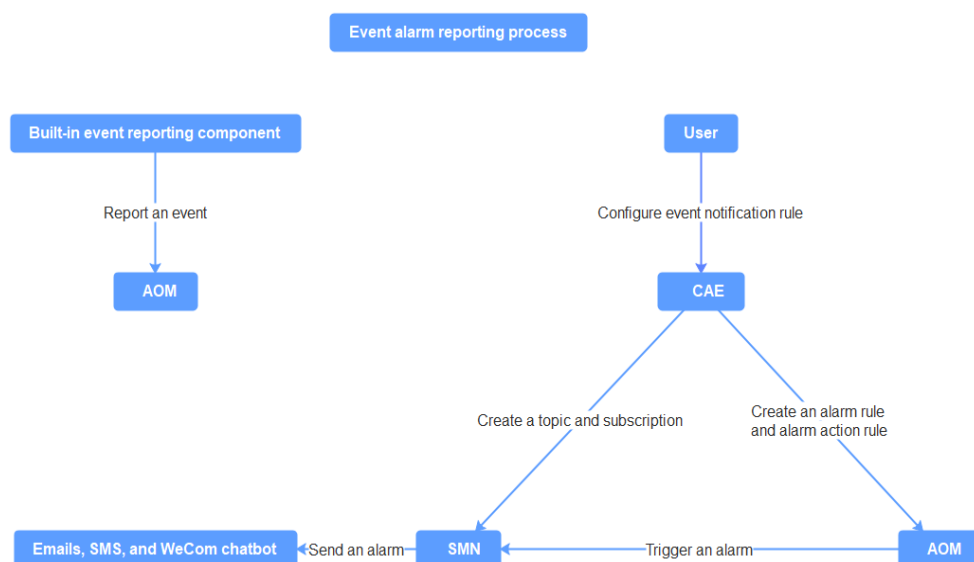 Event alarm reporting process
Built-in event reporting component
User
Report an event
Configure event notification rule
AOM
CAE
Create a topic and subscription
Create an alarm rule
and alarm action rule
Emails, SMS, and WeCom chatbot
Send an alarm
SMN
Trigger an alarm
AOM